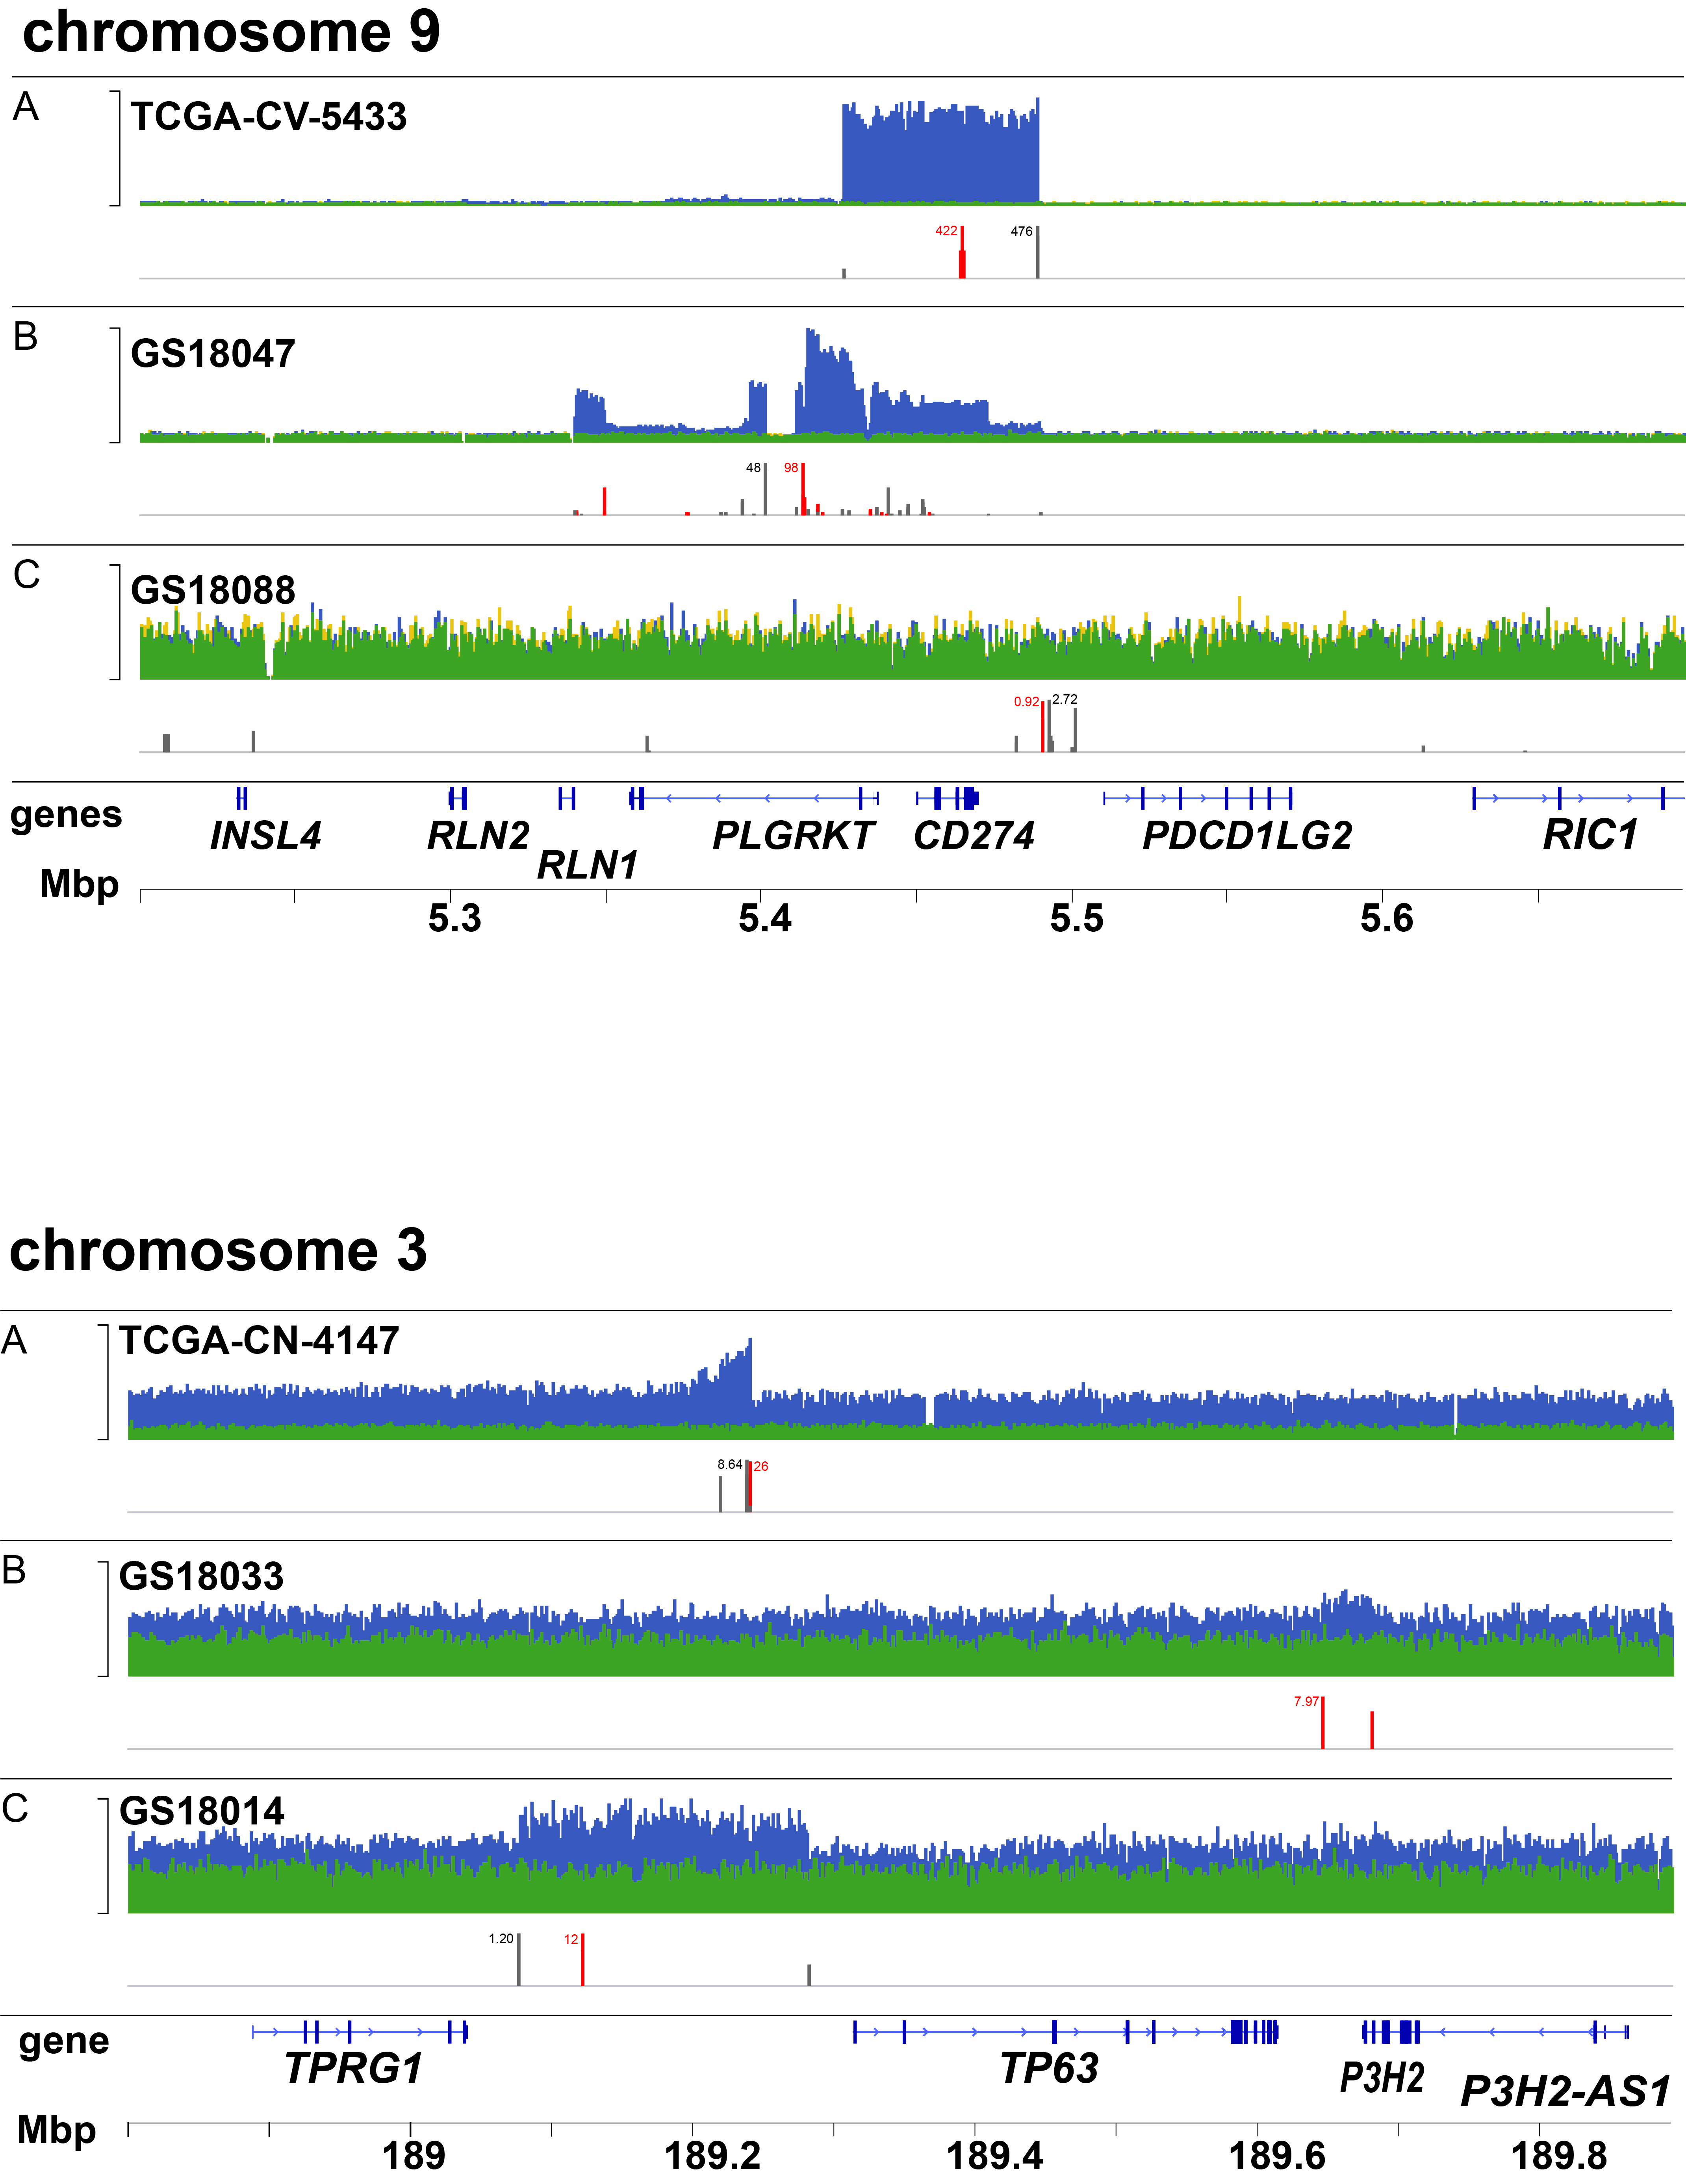 chromosome 9
A
TCGA-CV-5433
422
476
B
GS18047
48
98
C
GS18088
0.92
2.72
genes
INSL4
RLN2
RLN1
PLGRKT
CD274
PDCD1LG2
RIC1
Mbp
5.3
5.4
5.5
5.6
chromosome 3
A
TCGA-CN-4147
8.64
26
B
GS18033
7.97
C
GS18014
1.20
12
gene
TPRG1
TP63
P3H2
P3H2-AS1
Mbp
189
189.2
189.4
189.6
189.8